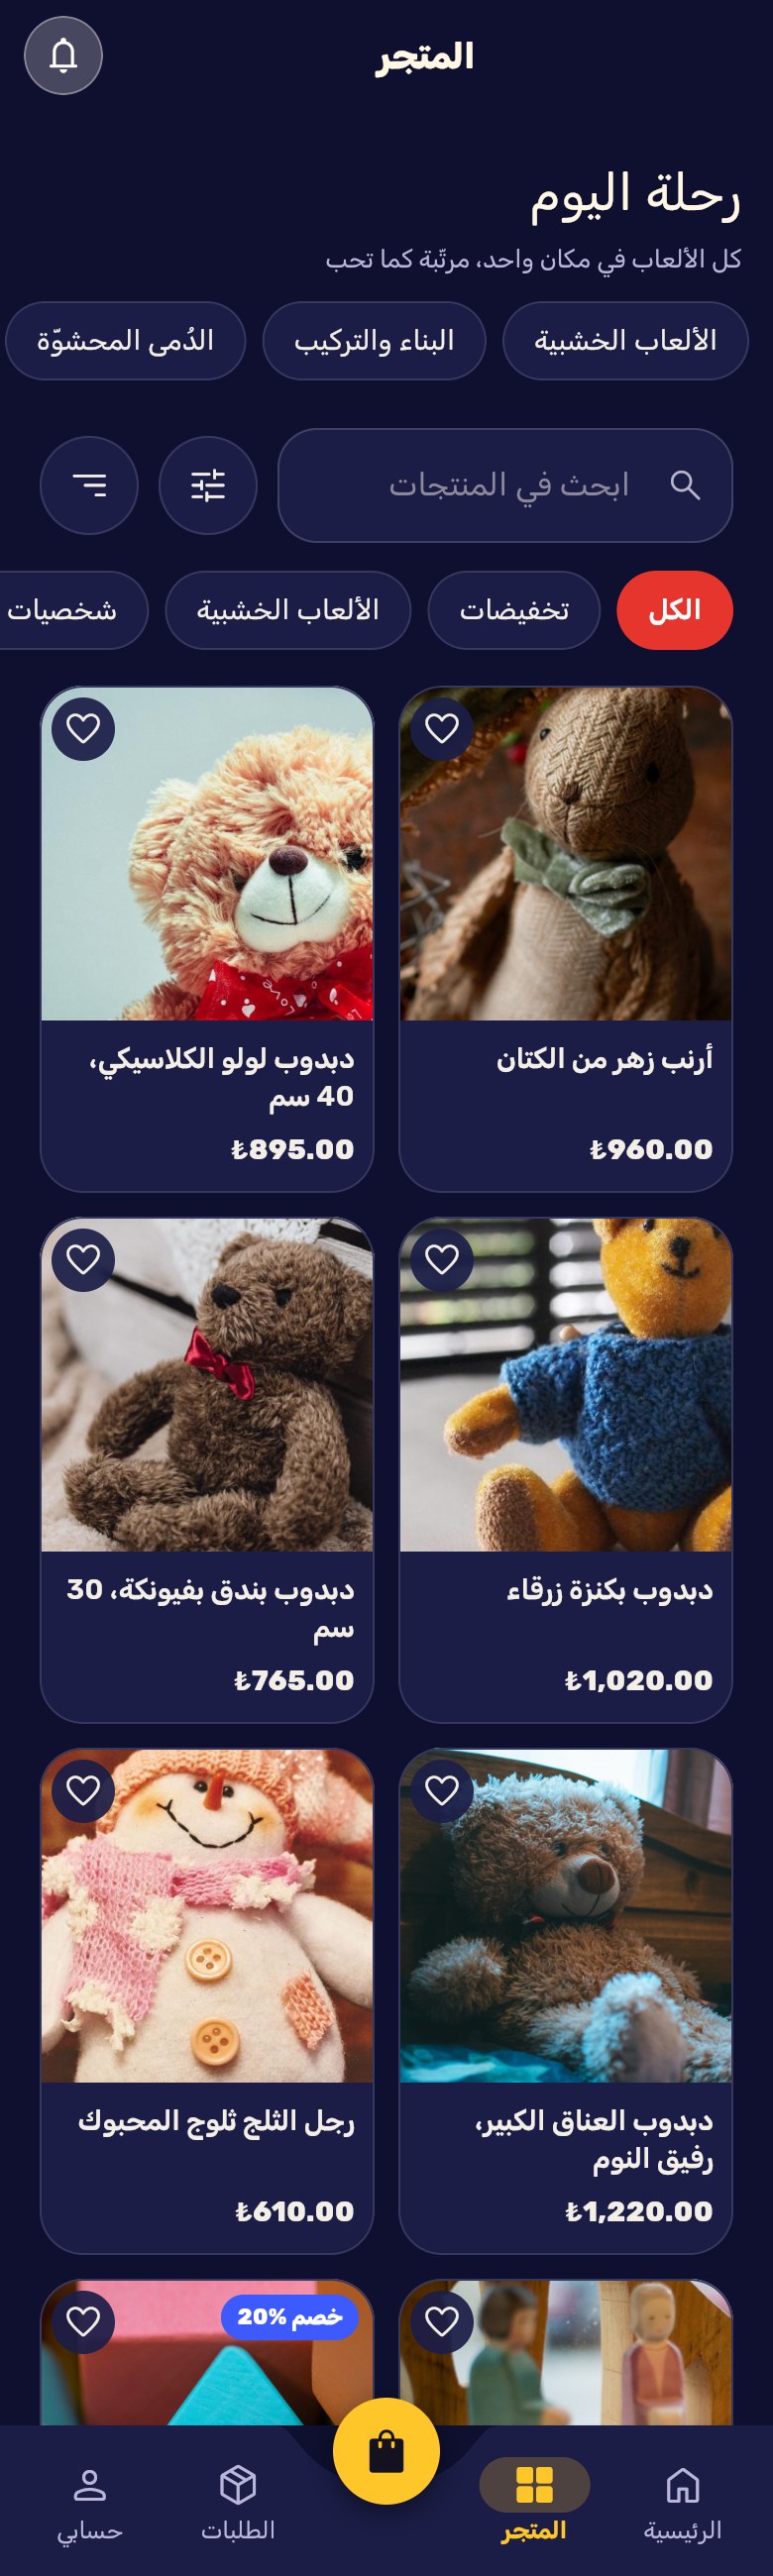 المتجر
رحلة اليوم
كل الألعاب في مكان واحد، مرتّبة كما تحب
الألعاب الخشبية
البناء والتركيب
الدُمى المحشوّة
ابحث في المنتجات
الكل
تخفيضات
الألعاب الخشبية
شخصيات
أرنب زهر من الكتان
₺960.00
دبدوب لولو الكلاسيكي،
40 سم
₺895.00
دبدوب بكنزة زرقاء
₺1,020.00
دبدوب بندق بفيونكة، 30
سم
₺765.00
دبدوب العناق الكبير،
رفيق النوم
₺1,220.00
رجل الثلج ثلوج المحبوك
₺610.00
خصم 20%
الرئيسية
المتجر
الطلبات
حسابي